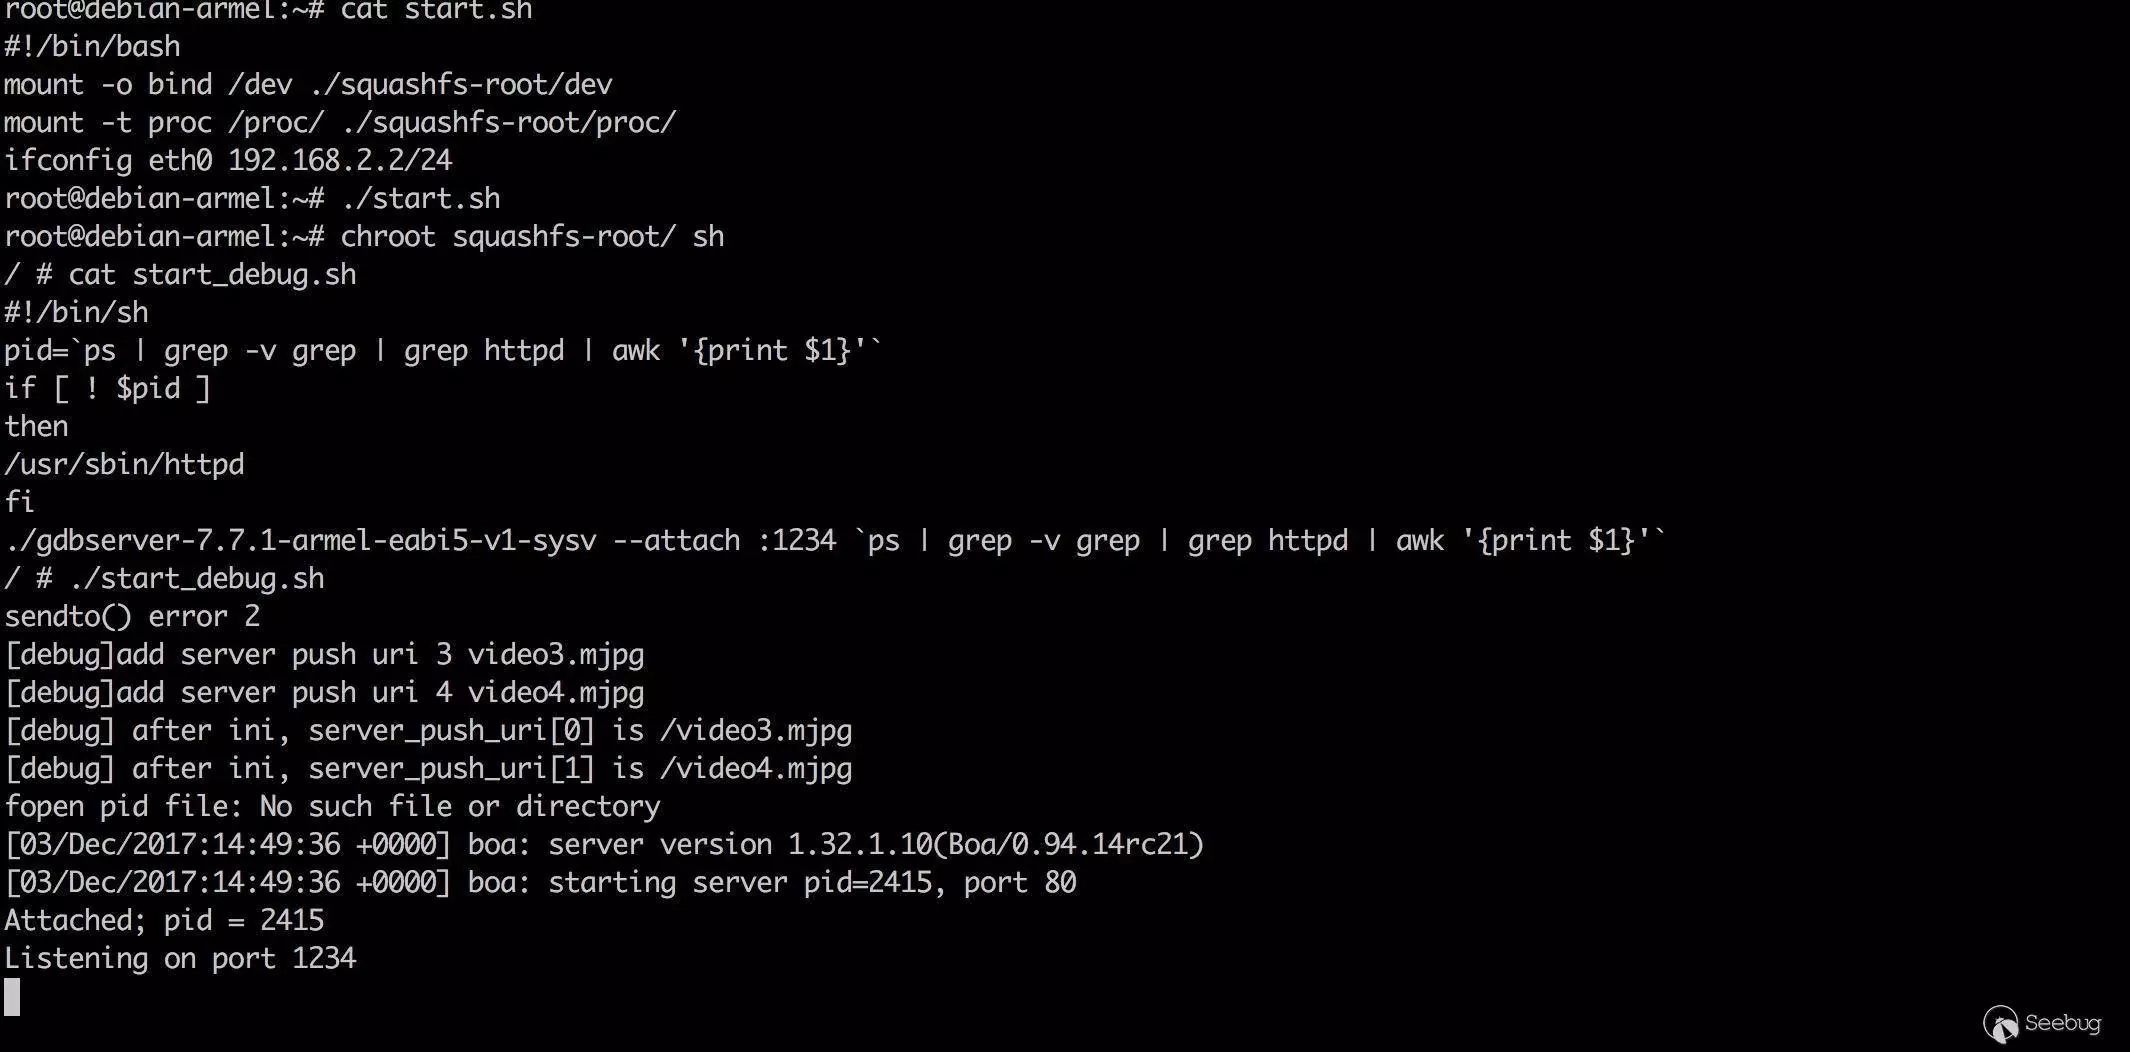 root@debian-armel:~# cat start.sh
#!/bin/bash
mount -o bind /dev ./squashfs-root/dev
mount -t proc /proc/ ./squashfs-root/proc/
ifconfig eth0 192.168.2.2/24
root@debian-armel:~# ./start.sh
root@debian-armel:~# chroot squashfs-root/ sh
/ # cat start_debug.sh
#!/bin/sh
pid=`ps | grep -v grep | grep httpd | awk '{print $1}'`
if [ ! $pid ]
then
/usr/sbin/httpd
fi
./gdbserver-7.7.1-armel-eabi5-v1-sysv --attach :1234 `ps | grep -v grep | grep httpd | awk '{print $1}'`
/ # ./start_debug.sh
sendto() error 2
[debug]add server push uri 3 video3.mjpg
[debug]add server push uri 4 video4.mjpg
[debug] after ini, server_push_uri[0] is /video3.mjpg
[debug] after ini, server_push_uri[1] is /video4.mjpg
fopen pid file: No such file or directory
[03/Dec/2017:14:49:36 +0000] boa: server version 1.32.1.10(Boa/0.94.14rc21)
[03/Dec/2017:14:49:36 +0000] boa: starting server pid=2415, port 80
Attached; pid = 2415
Listening on port 1234
Seebug